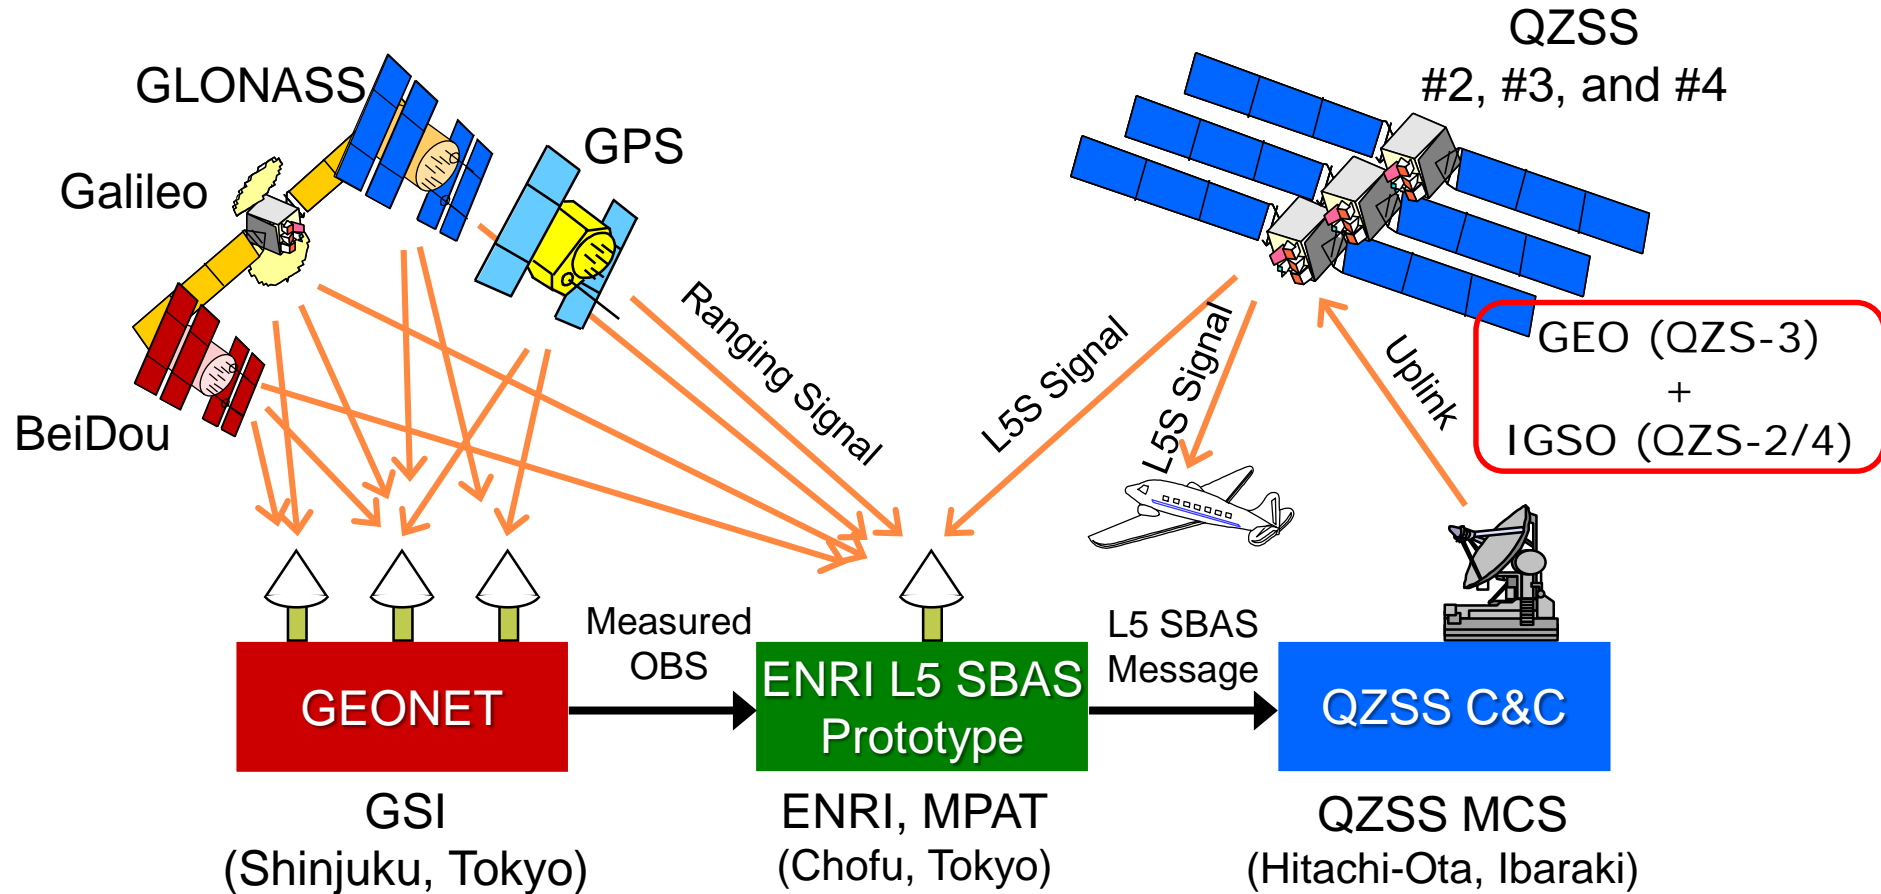 QZSS
#2, #3, and #4
GLONASS
GPS
Galileo
BeiDou
Ranging Signal
L5S Signal
L5S Signal
Uplink
GEO (QZS-3)
+
IGSO (QZS-2/4)
Measured
OBS
L5 SBAS
Message
GEONET
ENRI L5 SBAS
Prototype
QZSS C&C
GSI
(Shinjuku, Tokyo)
ENRI, MPAT
(Chofu, Tokyo)
QZSS MCS
(Hitachi-Ota, Ibaraki)